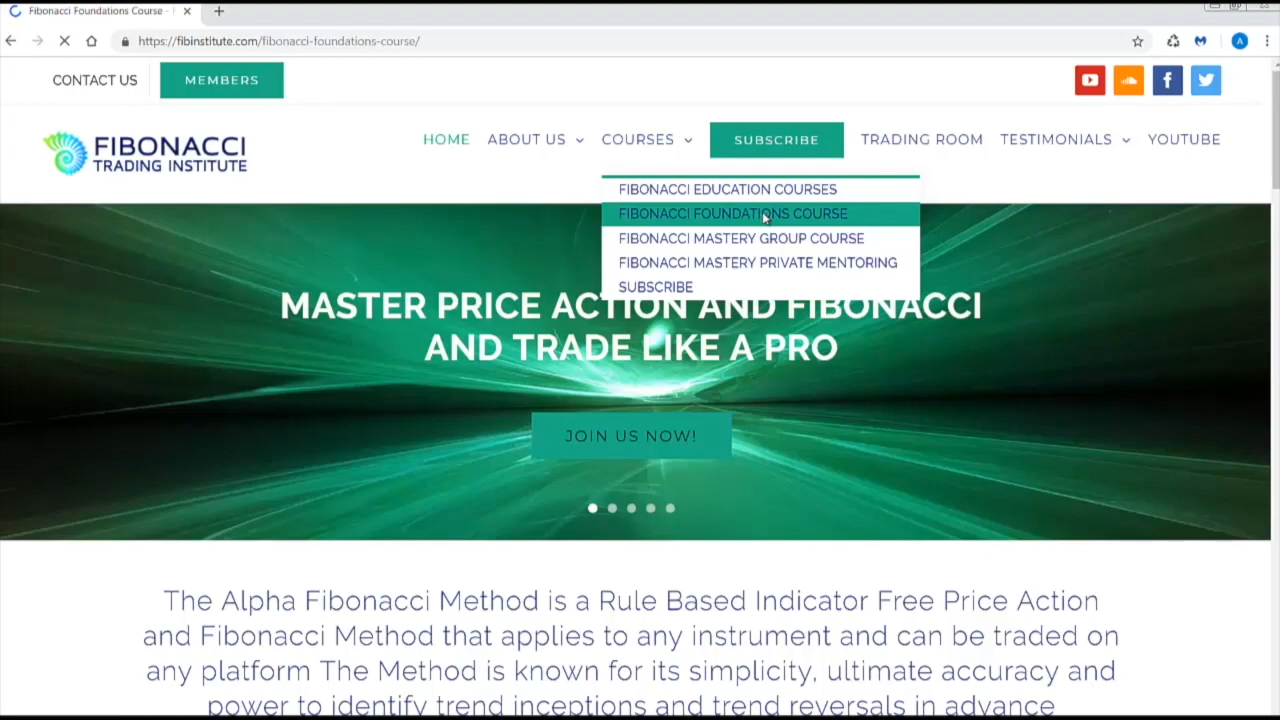 Fibonacci Foundations Course -
https://fibinstitute.com/fibonacci-foundations-course/
A
CONTACT US
MEMBERS
FIBONACCI
TRADING INSTITUTE
HOME
ABOUT US
COURSES
SUBSCRIBE
TRADING ROOM
TESTIMONIALS
YOUTUBE
FIBONACCI EDUCATION COURSES
FIBONACCI FOUNDATIONS COURSE
FIBONACCI MASTERY GROUP COURSE
FIBONACCI MASTERY PRIVATE MENTORING
SUBSCRIBE
MASTER PRICE ACTION AND FIBONACCI
AND TRADE LIKE A PRO
JOIN US NOW!
The Alpha Fibonacci Method is a Rule Based Indicator Free Price Action
and Fibonacci Method that applies to any instrument and can be traded on
any platform The Method is known for its simplicity, ultimate accuracy and
power to identify trend inceptions and trend reversals in advance